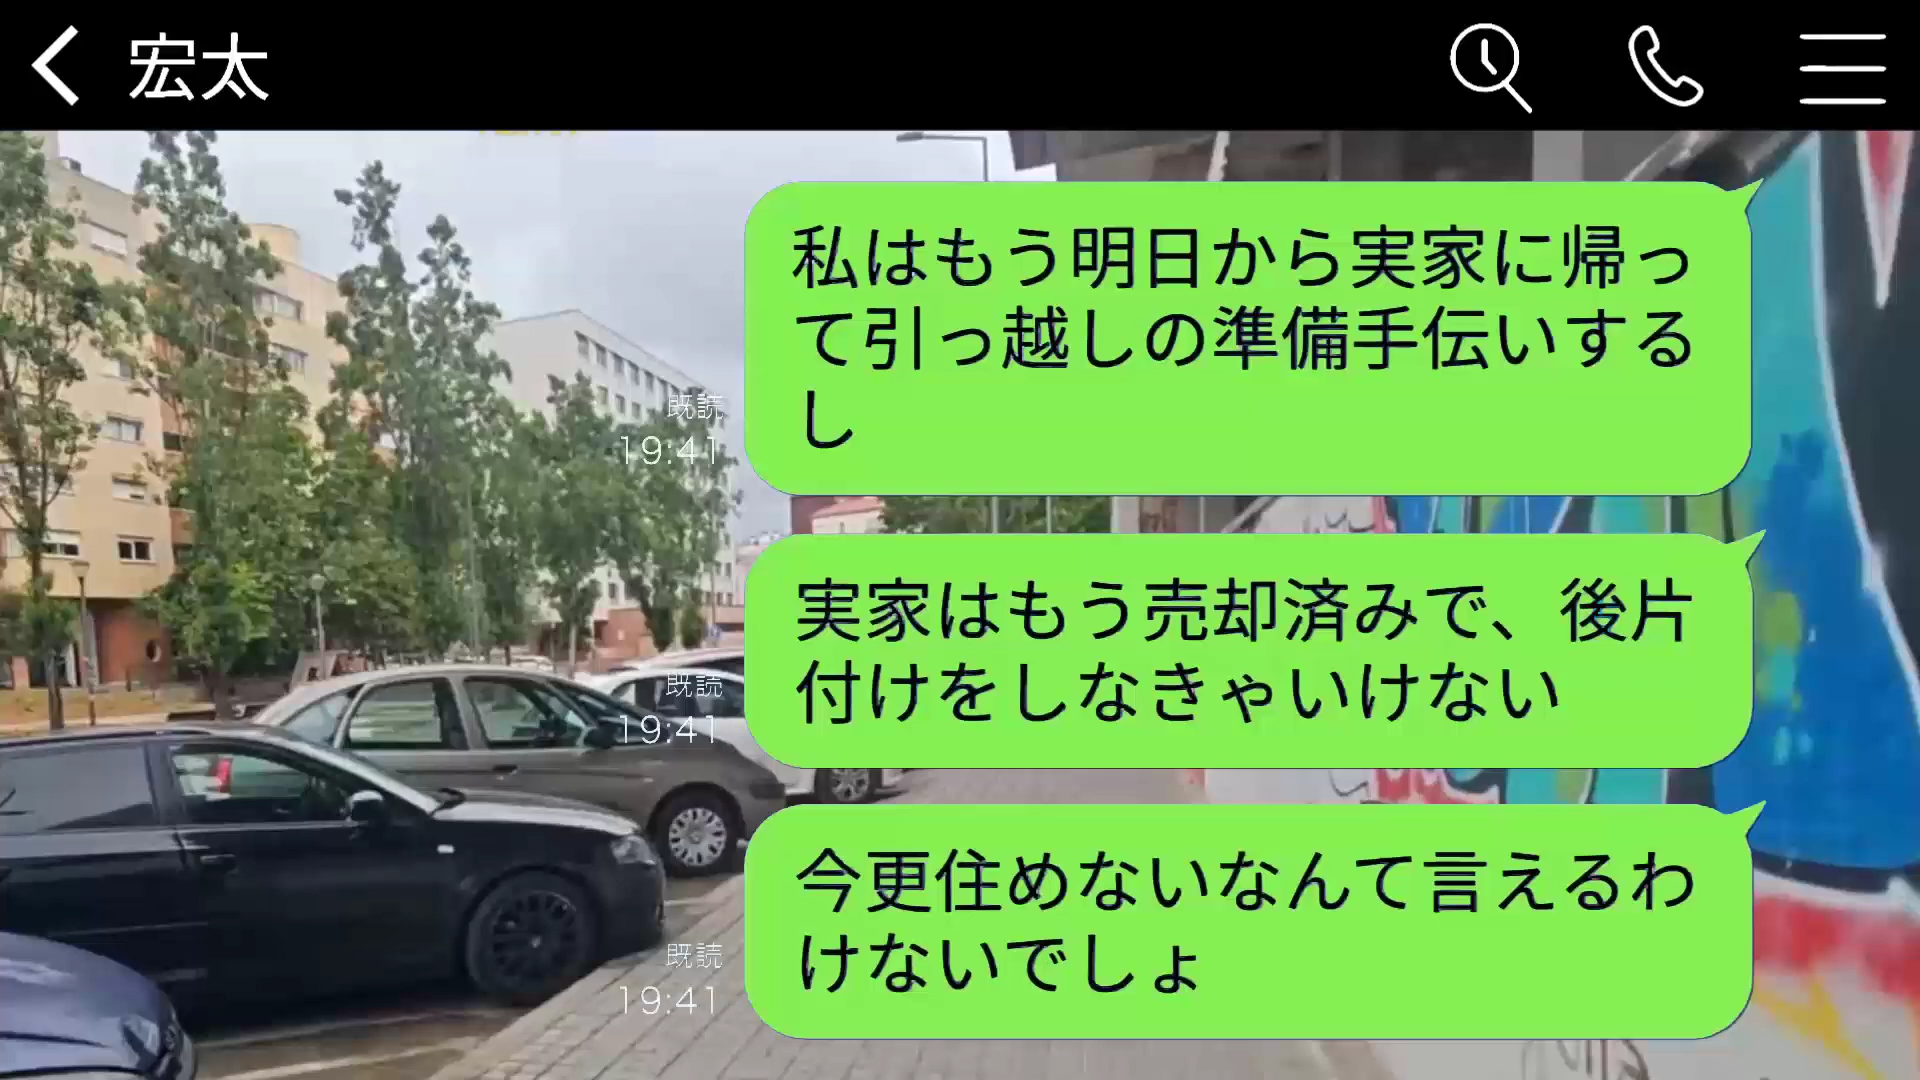 宏太
私はもう明日から実家に帰っ
て引っ越しの準備手伝いする
し
既読
19:41
実家はもう売却済みで、後片
付けをしなきゃいけない
既読
19:41
今更住めないなんて言えるわ
けないでしょ
既読
19:41